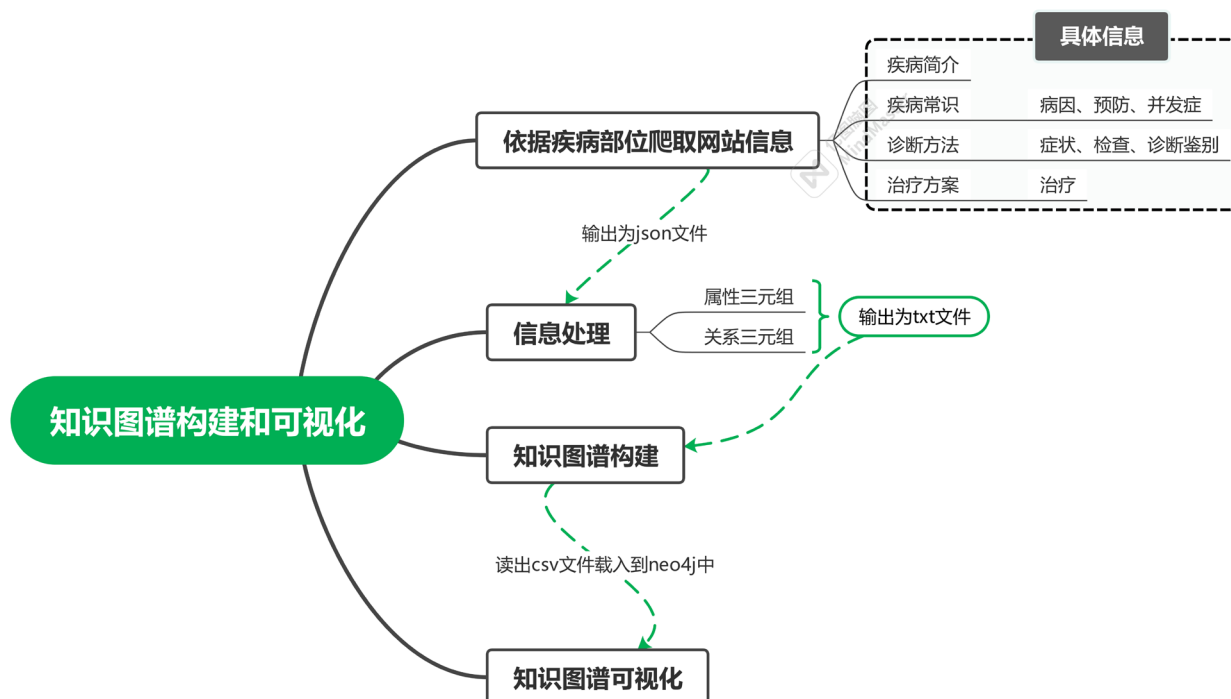 具体信息
疾病简介
疾病常识 病因、预防、并发症
依据疾病部位爬取网站信息
诊断方法 症状、检查、诊断鉴别
治疗方案 治疗
输出为json文件
属性三元组
信息处理
关系三元组
输出为txt文件
知识图谱构建和可视化
知识图谱构建
读出csv文件载入到neo4j中
知识图谱可视化